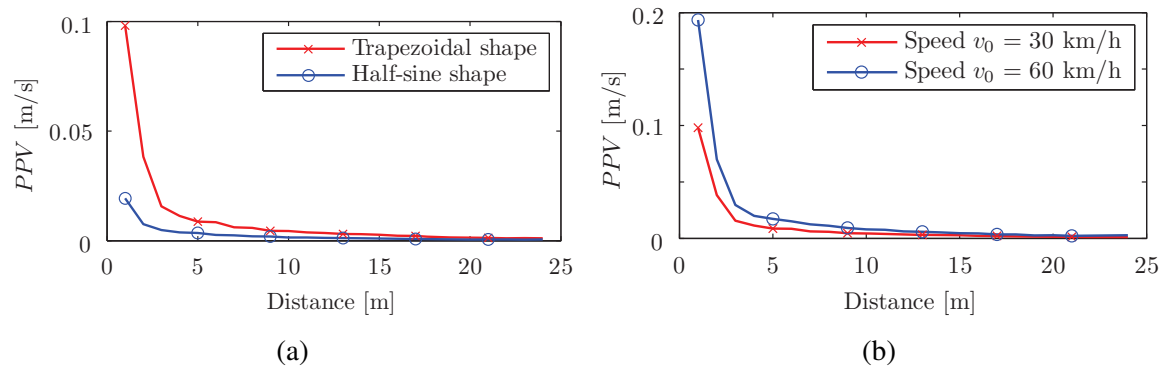 0.1
0.05
0
PPV [m/s]
Trapezoidal shape
Half-sine shape
0 5 10 15 20 25
Distance [m]
(a)
0.2
0.1
0
PPV [m/s]
Speed v₀ = 30 km/h
Speed v₀ = 60 km/h
0 5 10 15 20 25
Distance [m]
(b)